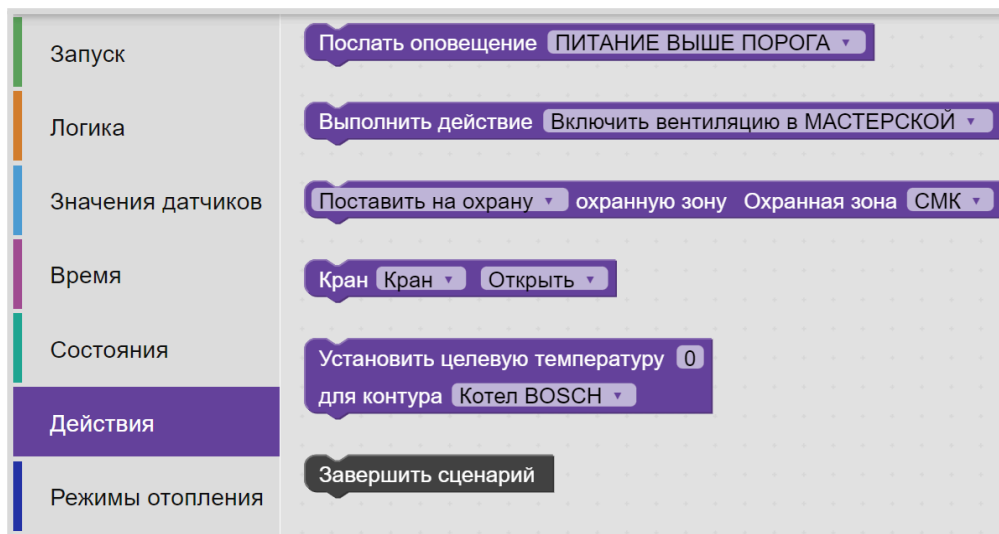 Запуск
Логика
Значения датчиков
Время
Состояния
Действия
Режимы отопления
Послать оповещение ПИТАНИЕ ВЫШЕ ПОРОГА
Выполнить действие Включить вентиляцию в МАСТЕРСКОЙ
Поставить на охрану охранную зону Охранная зона СМК
Кран Кран Открыть
Установить целевую температуру 0
для контура Котел BOSCH
Завершить сценарий